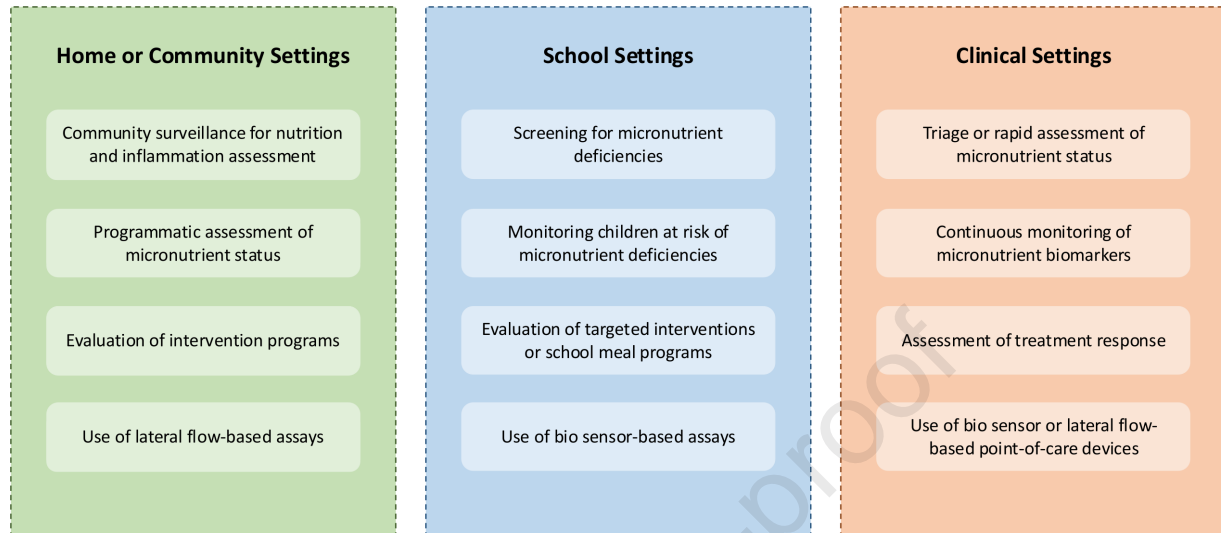 Home or Community Settings
Community surveillance for nutrition
and inflammation assessment
Programmatic assessment of
micronutrient status
Evaluation of intervention programs
Use of lateral flow-based assays
School Settings
Screening for micronutrient
deficiencies
Monitoring children at risk of
micronutrient deficiencies
Evaluation of targeted interventions
or school meal programs
Use of bio sensor-based assays
Clinical Settings
Triage or rapid assessment of
micronutrient status
Continuous monitoring of
micronutrient biomarkers
Assessment of treatment response
Use of bio sensor or lateral flow-
based point-of-care devices
proof